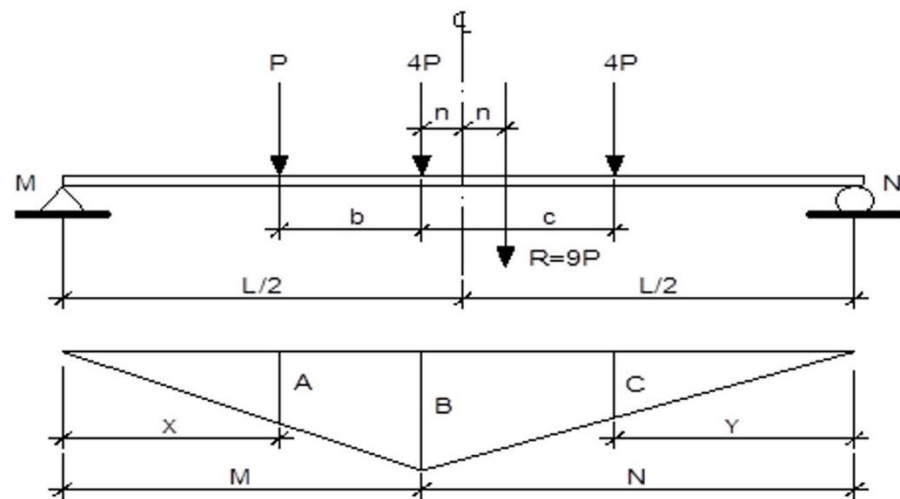 ℄
P 4P 4P
n n
M N
b c
R=9P
L/2 L/2
A B C
X Y
M N